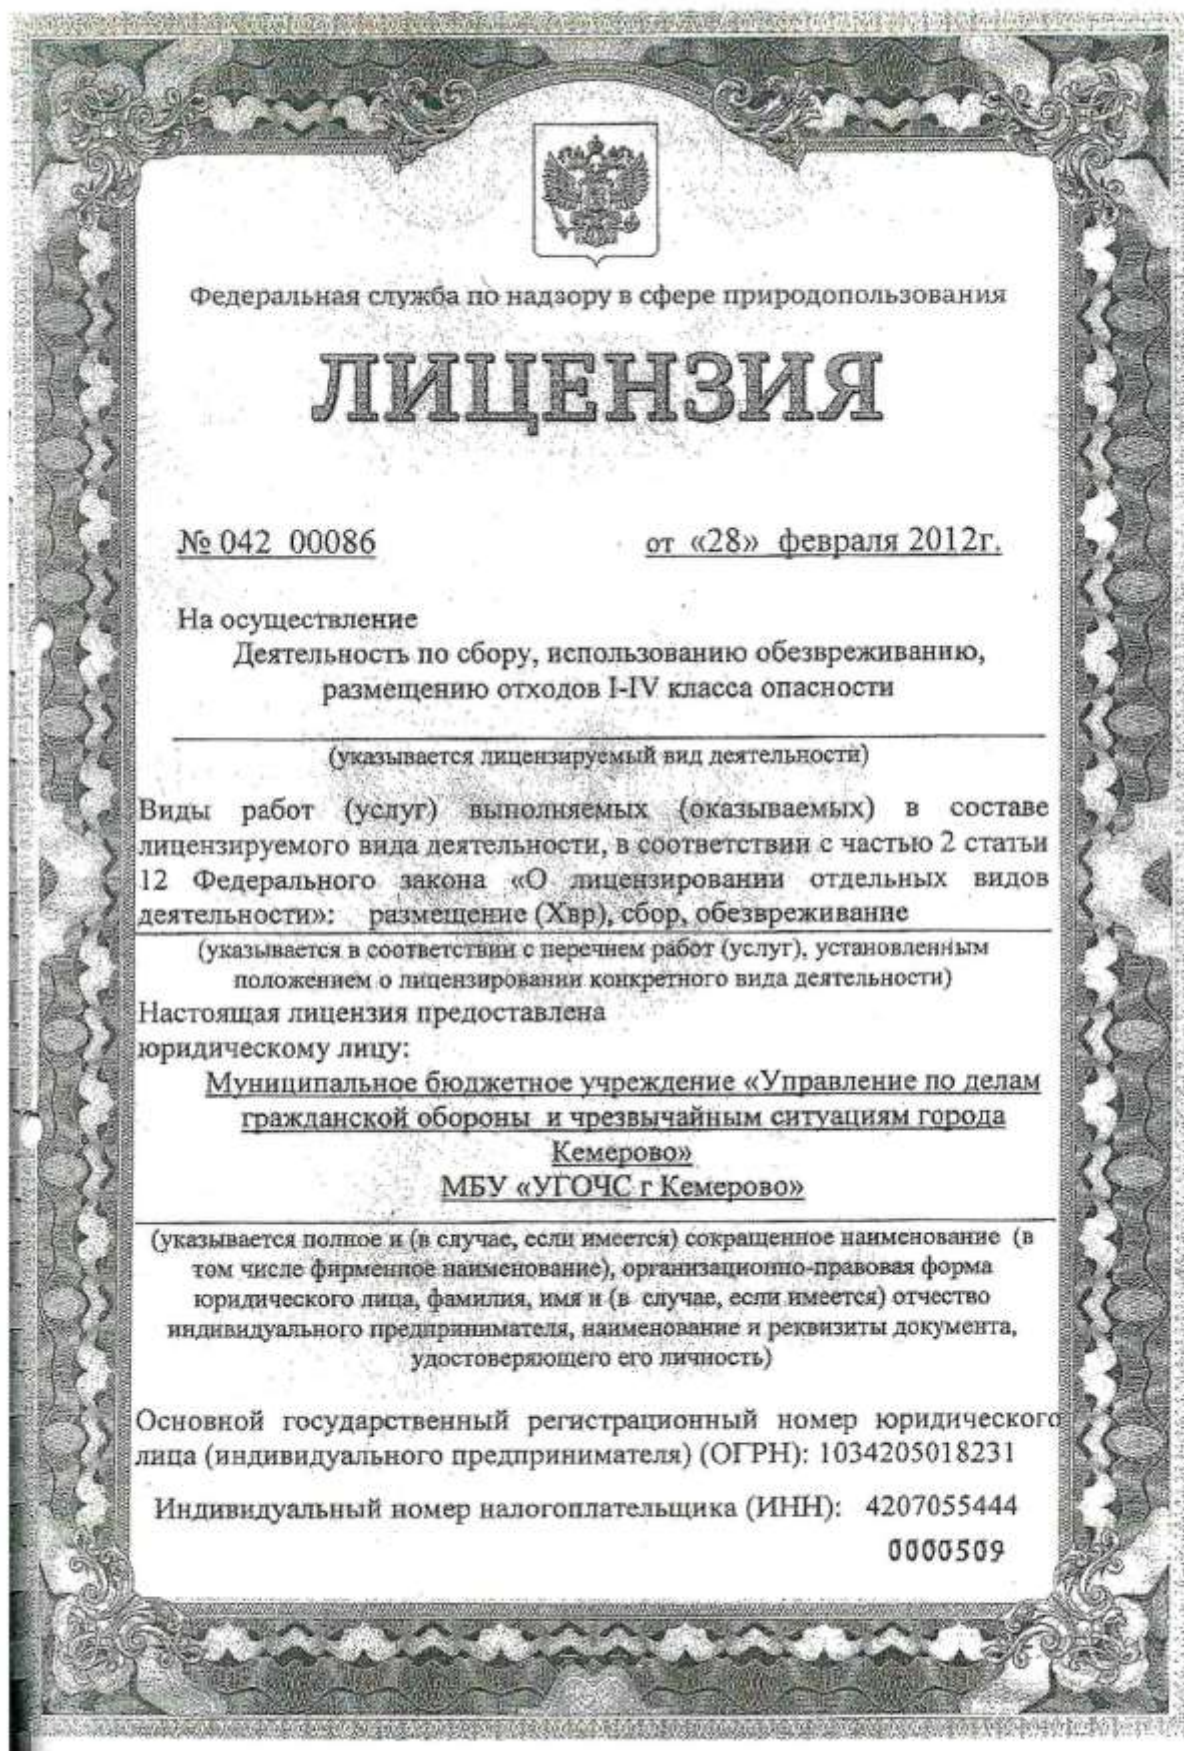 Федеральная служба по надзору в сфере природопользования
ЛИЦЕНЗИЯ
№ 042 00086 от «28» февраля 2012г.
На осуществление
Деятельность по сбору, использованию обезвреживанию,
размещению отходов I-IV класса опасности
(указывается лицензируемый вид деятельности)
Виды работ (услуг) выполняемых (оказываемых) в составе
лицензируемого вида деятельности, в соответствии с частью 2 статьи
12 Федерального закона «О лицензировании отдельных видов
деятельности»: размещение (Хвр), сбор, обезвреживание
(указывается в соответствии с перечнем работ (услуг), установленным
положением о лицензировании конкретного вида деятельности)
Настоящая лицензия предоставлена
юридическому лицу:
Муниципальное бюджетное учреждение «Управление по делам
гражданской обороны и чрезвычайным ситуациям города
Кемерово»
МБУ «УГОЧС г Кемерово»
(указывается полное и (в случае, если имеется) сокращенное наименование (в
том числе фирменное наименование), организационно-правовая форма
юридического лица, фамилия, имя и (в случае, если имеется) отчество
индивидуального предпринимателя, наименование и реквизиты документа,
удостоверяющего его личность)
Основной государственный регистрационный номер юридического
лица (индивидуального предпринимателя) (ОГРН): 1034205018231
Индивидуальный номер налогоплательщика (ИНН): 4207055444
0000509